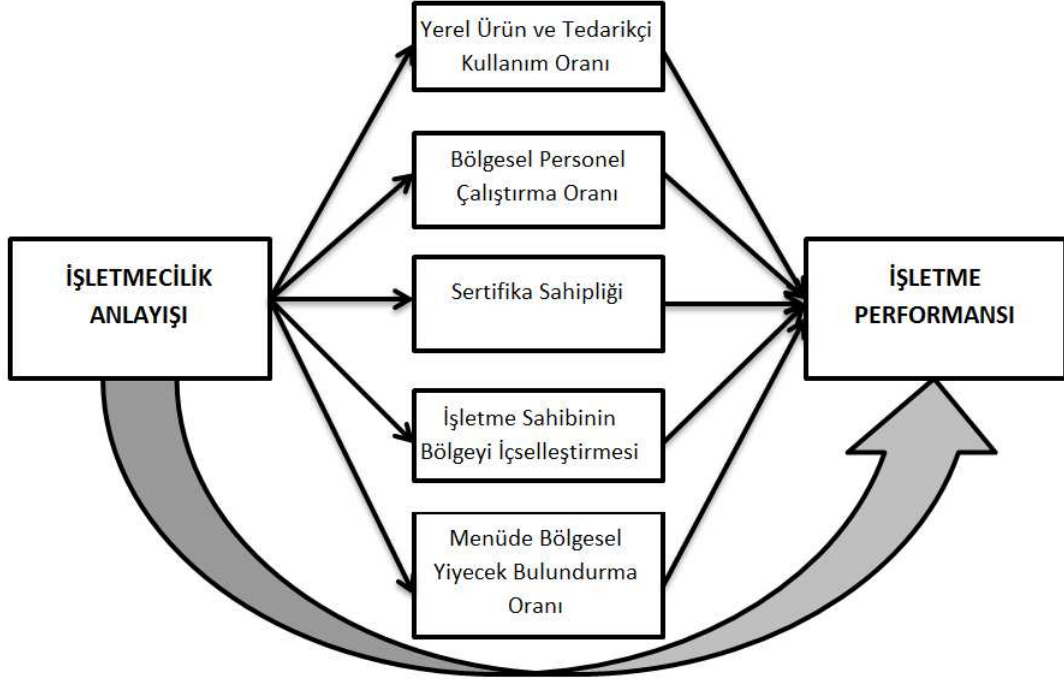 Yerel Ürün ve Tedarikçi
Kullanım Oranı
Bölgesel Personel
Çalıştırma Oranı
İŞLETMECİLİK
ANLAYIŞI
Sertifika Sahipliği
İŞLETME
PERFORMANSI
İşletme Sahibinin
Bölgeyi İçselleştirmesi
Menüde Bölgesel
Yiyecek Bulundurma
Oranı